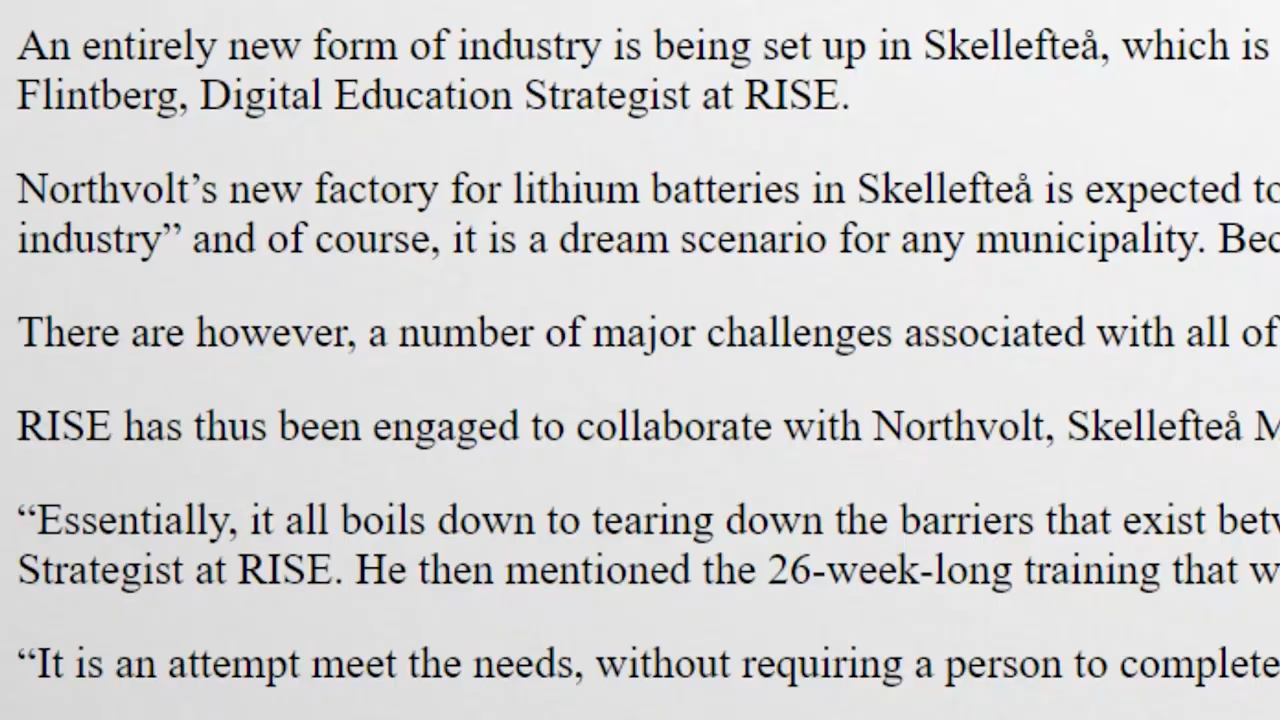 An entirely new form of industry is being set up in Skellefteå, which is
Flintberg, Digital Education Strategist at RISE.
Northvolt’s new factory for lithium batteries in Skellefteå is expected to
industry” and of course, it is a dream scenario for any municipality. Bec
There are however, a number of major challenges associated with all of
RISE has thus been engaged to collaborate with Northvolt, Skellefteå M
“Essentially, it all boils down to tearing down the barriers that exist betw
Strategist at RISE. He then mentioned the 26-week-long training that w
“It is an attempt meet the needs, without requiring a person to complete